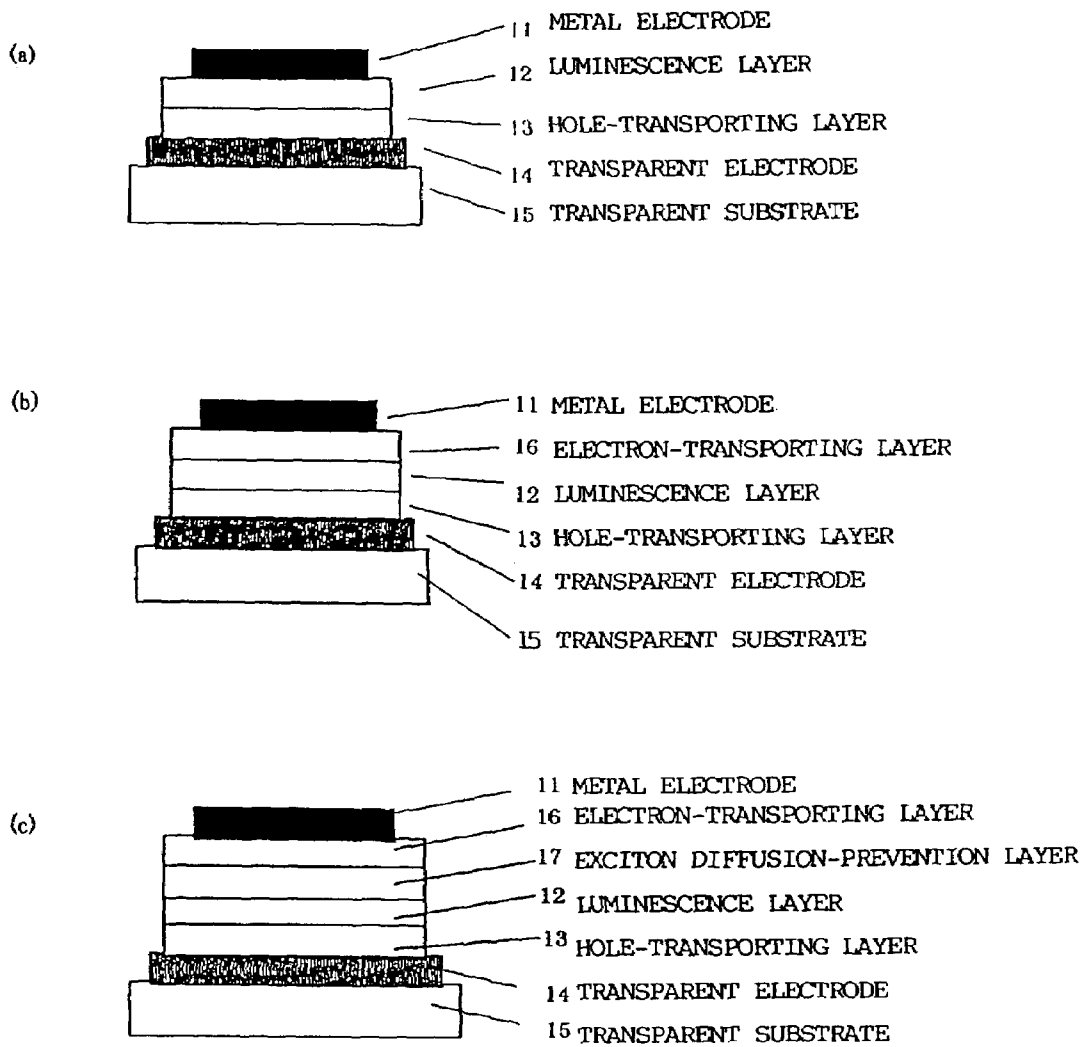 (a)
11 METAL ELECTRODE
12 LUMINESCENCE LAYER
13 HOLE-TRANSPORTING LAYER
14 TRANSPARENT ELECTRODE
15 TRANSPARENT SUBSTRATE
(b)
11 METAL ELECTRODE
16 ELECTRON-TRANSPORTING LAYER
12 LUMINESCENCE LAYER
13 HOLE-TRANSPORTING LAYER
14 TRANSPARENT ELECTRODE
15 TRANSPARENT SUBSTRATE
(c)
11 METAL ELECTRODE
16 ELECTRON-TRANSPORTING LAYER
17 EXCITON DIFFUSION-PREVENTION LAYER
12 LUMINESCENCE LAYER
13 HOLE-TRANSPORTING LAYER
14 TRANSPARENT ELECTRODE
15 TRANSPARENT SUBSTRATE